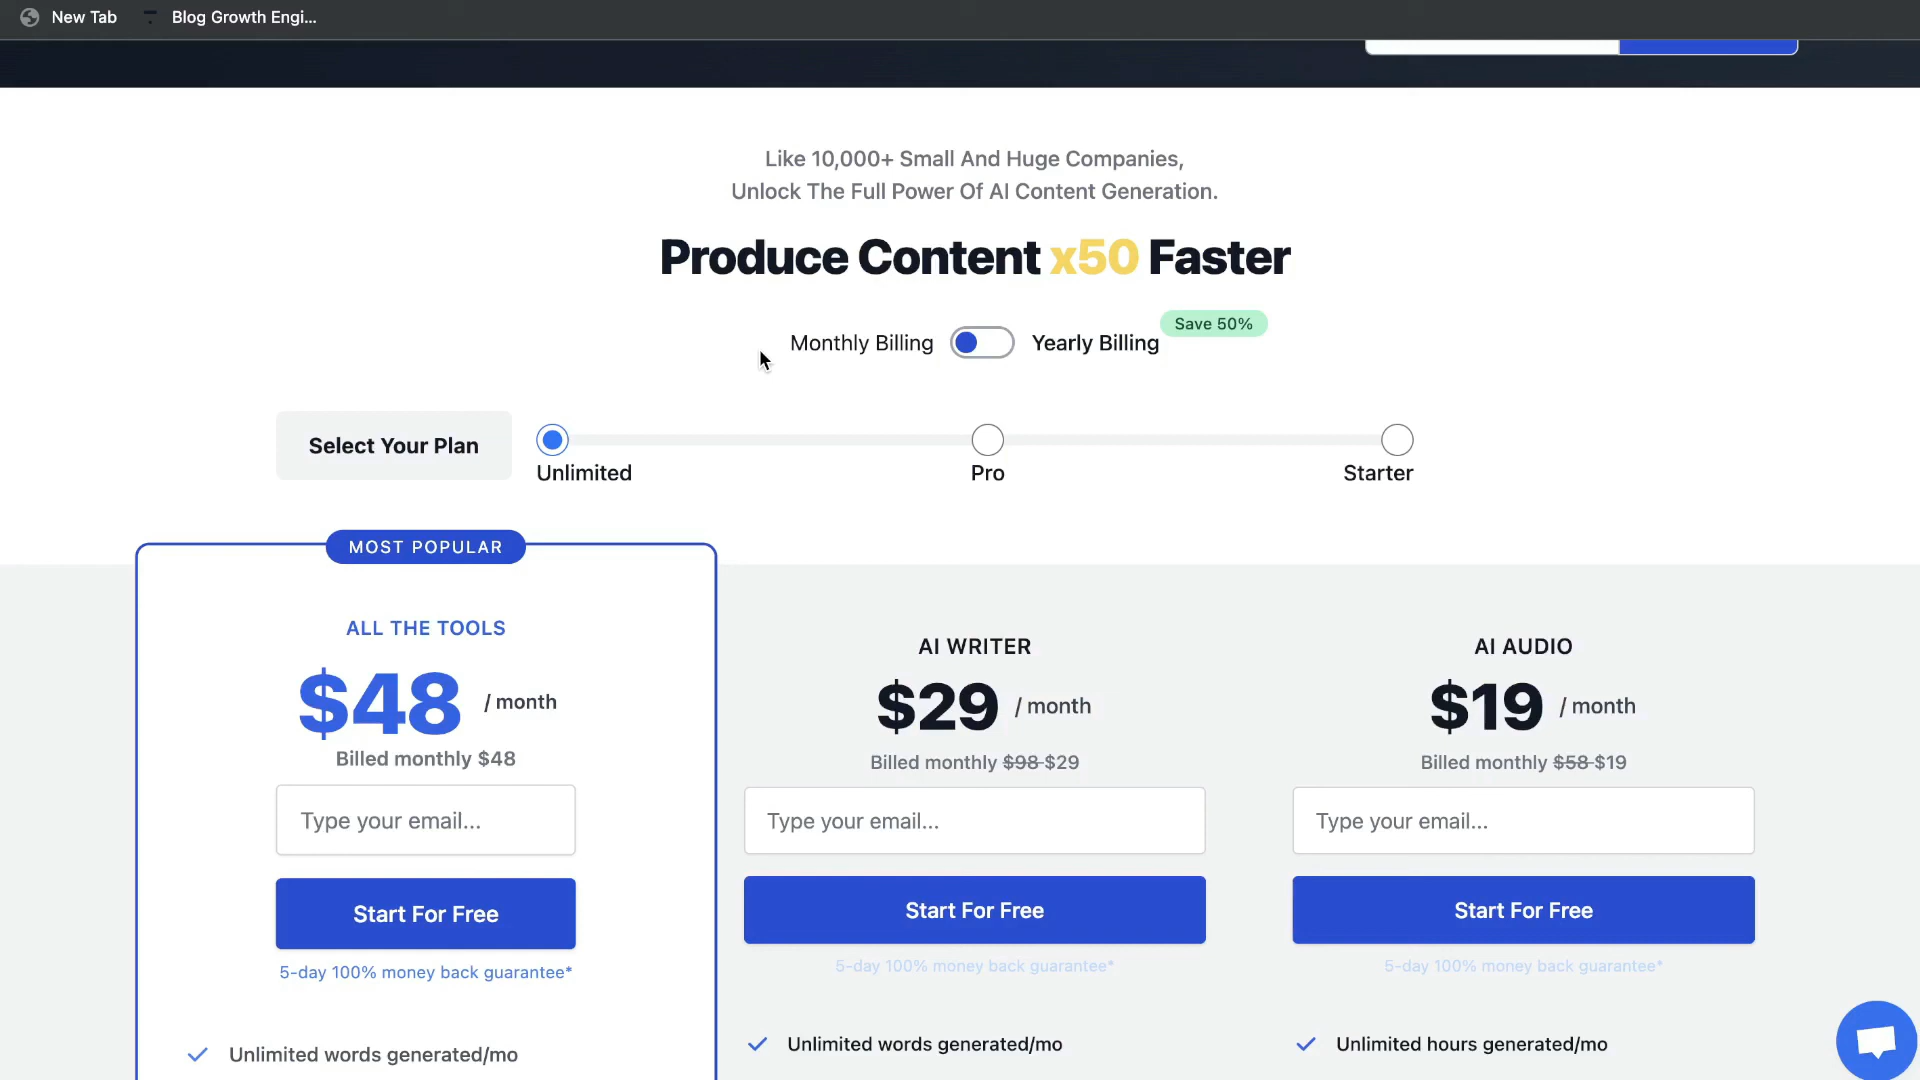 New Tab
Blog Growth Engi...
Like 10,000+ Small And Huge Companies,
Unlock The Full Power Of AI Content Generation.
Produce Content x50 Faster
Save 50%
Monthly Billing
Yearly Billing
Select Your Plan
Unlimited
Pro
Starter
MOST POPULAR
ALL THE TOOLS
$48 / month
Billed monthly $48
Type your email...
Start For Free
5-day 100% money back guarantee*
Unlimited words generated/mo
AI WRITER
$29 / month
Billed monthly $98 $29
Type your email...
Start For Free
5-day 100% money back guarantee*
Unlimited words generated/mo
AI AUDIO
$19 / month
Billed monthly $58 $19
Type your email...
Start For Free
5-day 100% money back guarantee*
Unlimited hours generated/mo